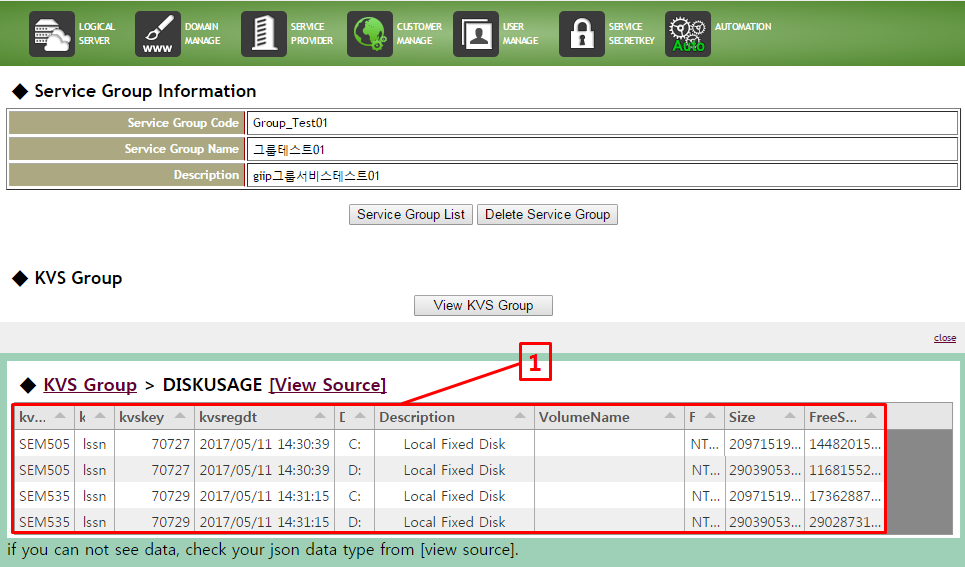 LOGICAL SERVER
DOMAIN MANAGE
SERVICE PROVIDER
CUSTOMER MANAGE
USER MANAGE
SERVICE SECRETKEY
AUTOMATION
www
Auto
◆ Service Group Information
Service Group Code Group_Test01
Service Group Name 그룹테스트01
Description giip그룹서비스테스트01
Service Group List Delete Service Group
◆ KVS Group
View KVS Group
close
1
◆ KVS Group > DISKUSAGE [View Source]
kv... k kvskey kvsregdt D Description VolumeName F Size FreeS...
SEM505 lssn 70727 2017/05/11 14:30:39 C: Local Fixed Disk NT... 20971519... 14482015...
SEM505 lssn 70727 2017/05/11 14:30:39 D: Local Fixed Disk NT... 29039053... 11681552...
SEM535 lssn 70729 2017/05/11 14:31:15 C: Local Fixed Disk NT... 20971519... 17362887...
SEM535 lssn 70729 2017/05/11 14:31:15 D: Local Fixed Disk NT... 29039053... 29028731...
if you can not see data, check your json data type from [view source].